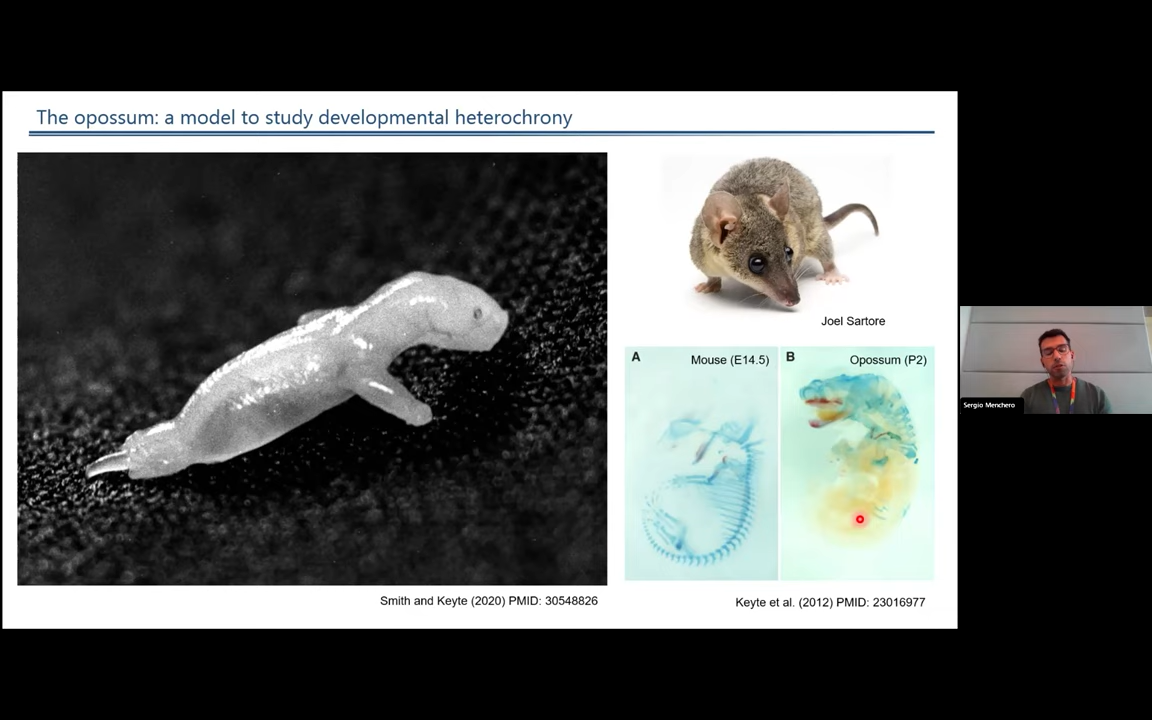 The opossum: a model to study developmental heterochrony
Joel Sartore
A
Mouse (E14.5)
B
Opossum (P2)
Smith and Keyte (2020) PMID: 30548826
Keyte et al. (2012) PMID: 23016977
Sergio Menchero